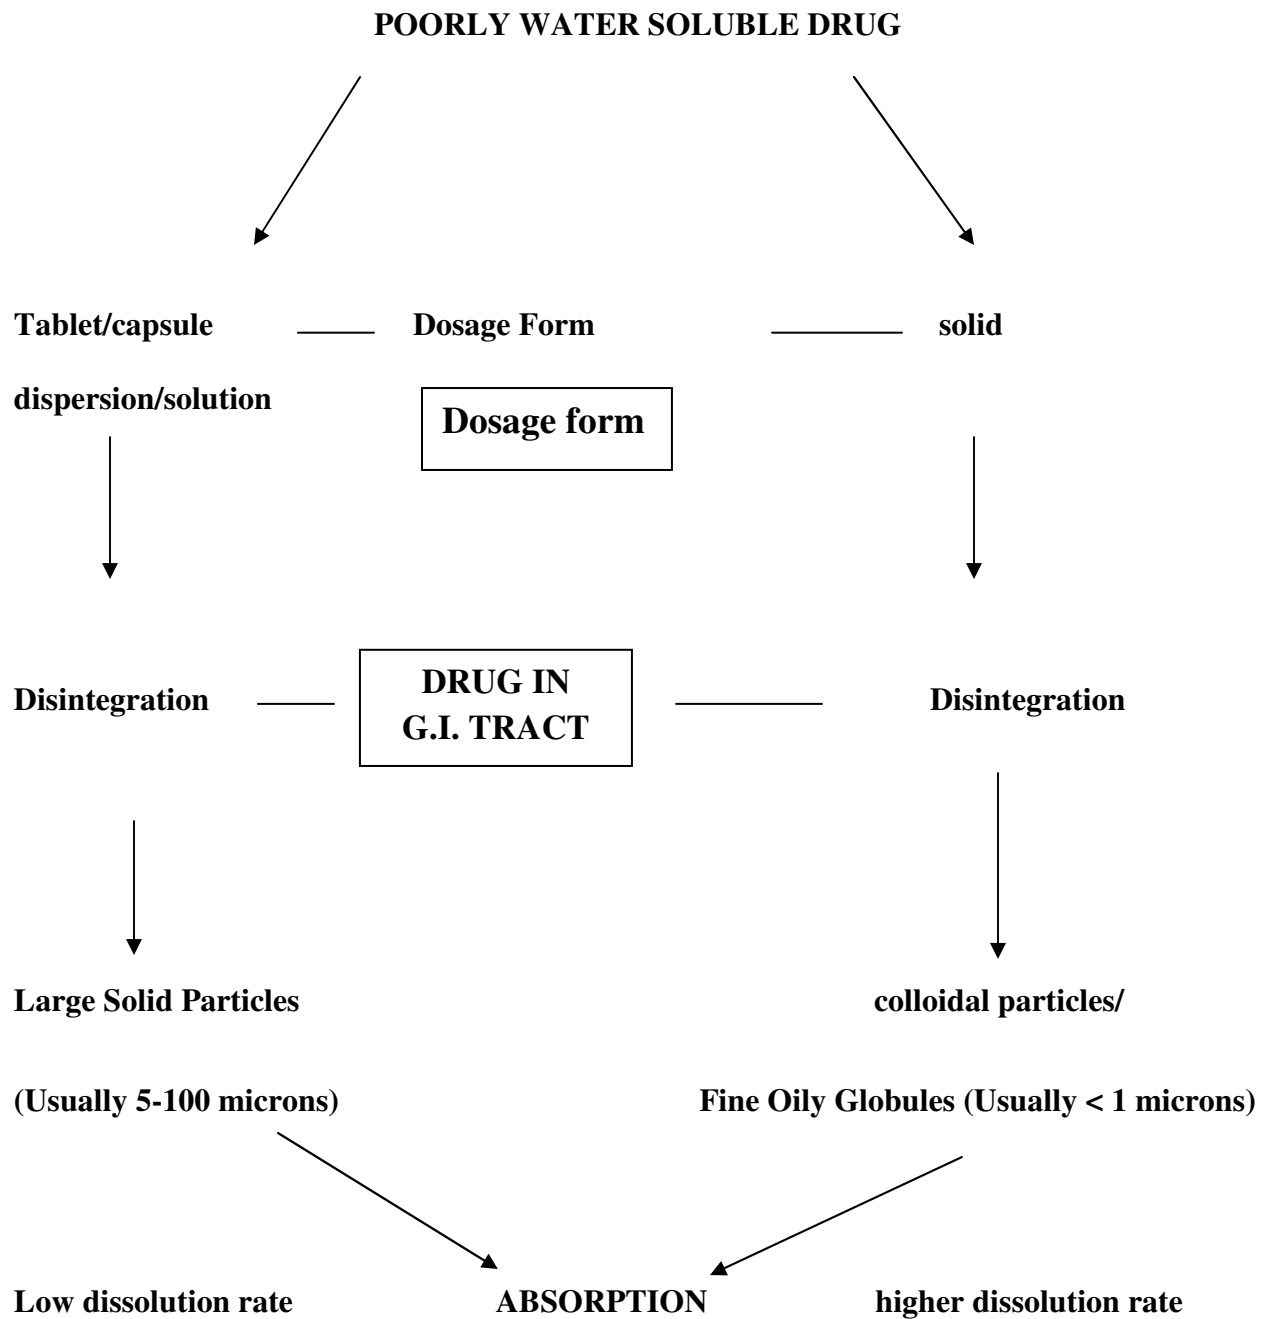 POORLY WATER SOLUBLE DRUG
Tablet/capsule Dosage Form solid
dispersion/solution
Dosage form
Disintegration
DRUG IN
G.I. TRACT
Disintegration
Large Solid Particles colloidal particles/
(Usually 5-100 microns) Fine Oily Globules (Usually < 1 microns)
Low dissolution rate ABSORPTION higher dissolution rate